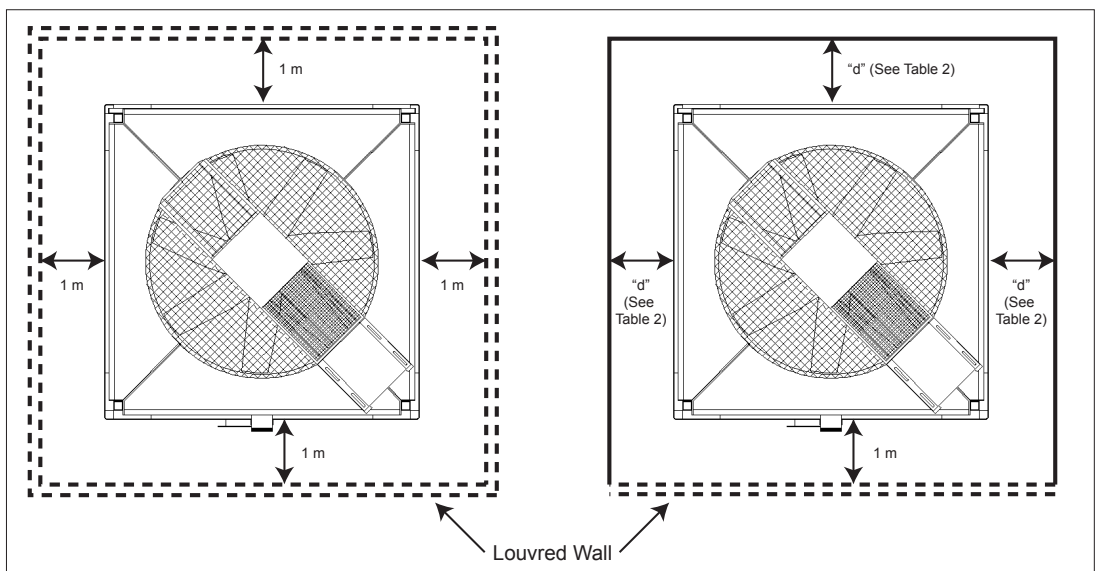 1 m
1 m
1 m
1 m
“d” (See Table 2)
“d”
(See
Table 2)
“d”
(See
Table 2)
1 m
Louvred Wall